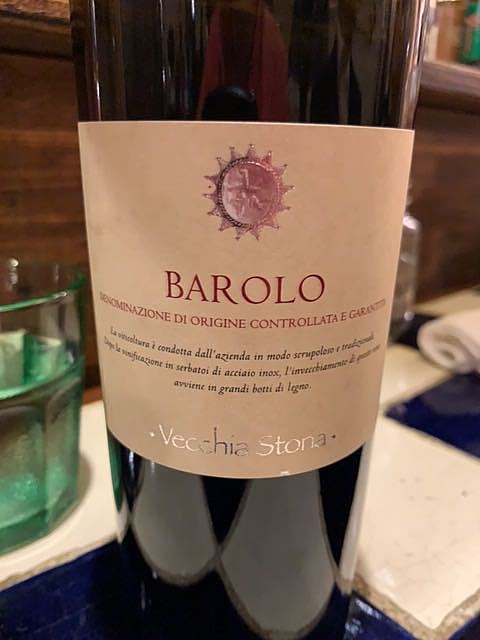 BAROLO
DENOMINAZIONE DI ORIGINE CONTROLLATA E GARANTITA
La viticoltura è condotta dall'azienda in modo scrupoloso e tradizionale.
Dopo la vinificazione in serbatoi di acciaio inox, l'invecchiamento di questo vino
avviene in grandi botti di legno.
· Vecchia Storia ·